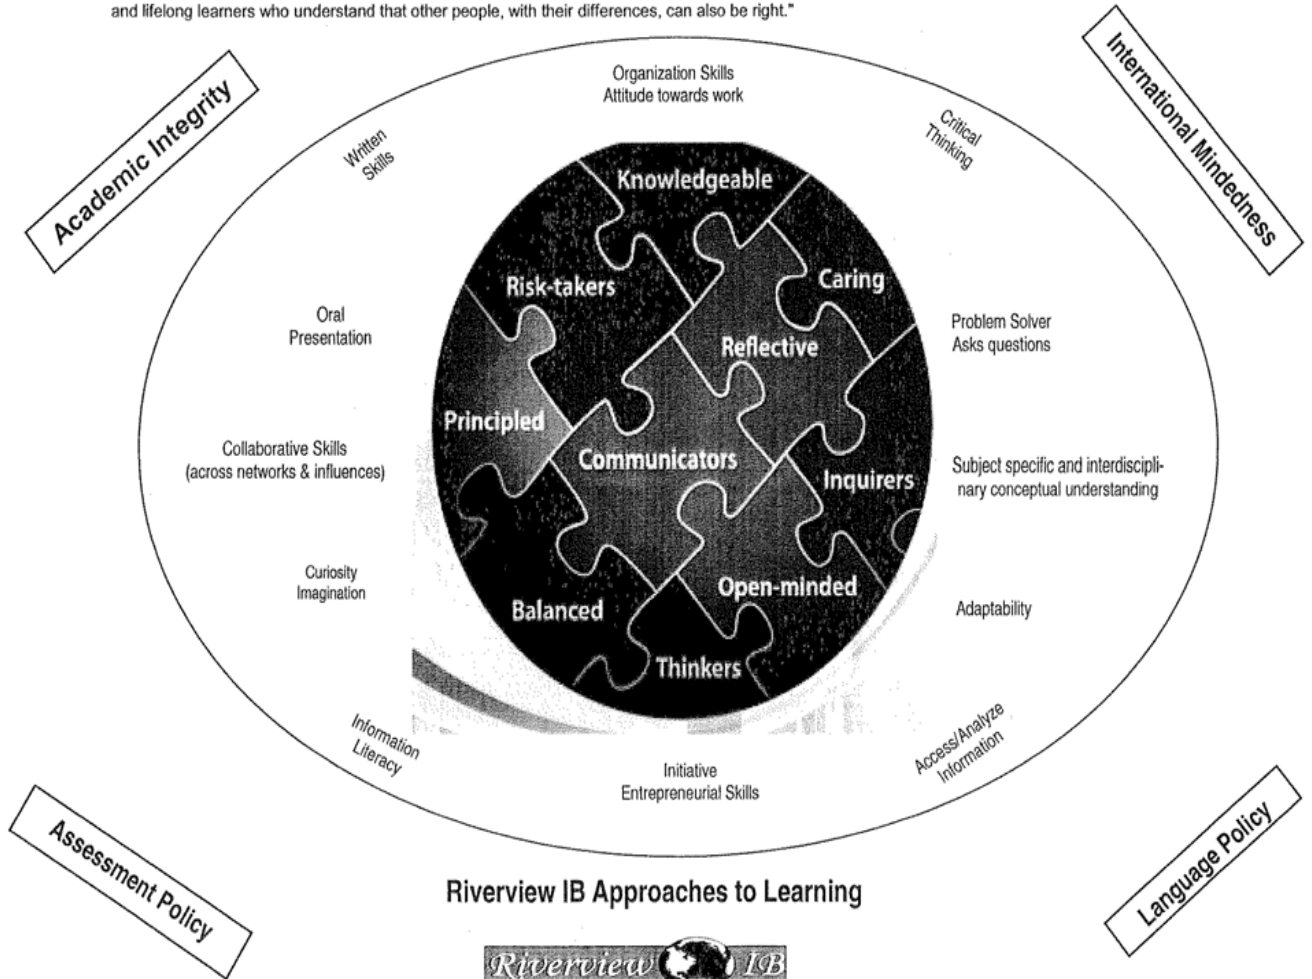 and lifelong learners who understand that other people, with their differences, can also be right."
Academic Integrity
International Mindedness
Organization Skills
Attitude towards work
Written
Skills
Critical
Thinking
Knowledgeable
Risk-takers
Caring
Oral
Presentation
Reflective
Problem Solver
Asks questions
Principled
Communicators
Collaborative Skills
(across networks & influences)
Inquirers
Subject specific and interdiscipli-
nary conceptual understanding
Curiosity
Imagination
Balanced
Open-minded
Adaptability
Thinkers
Information
Literacy
Initiative
Entrepreneurial Skills
Access/Analyze
Information
Assessment Policy
Language Policy
Riverview IB Approaches to Learning
Riverview IB